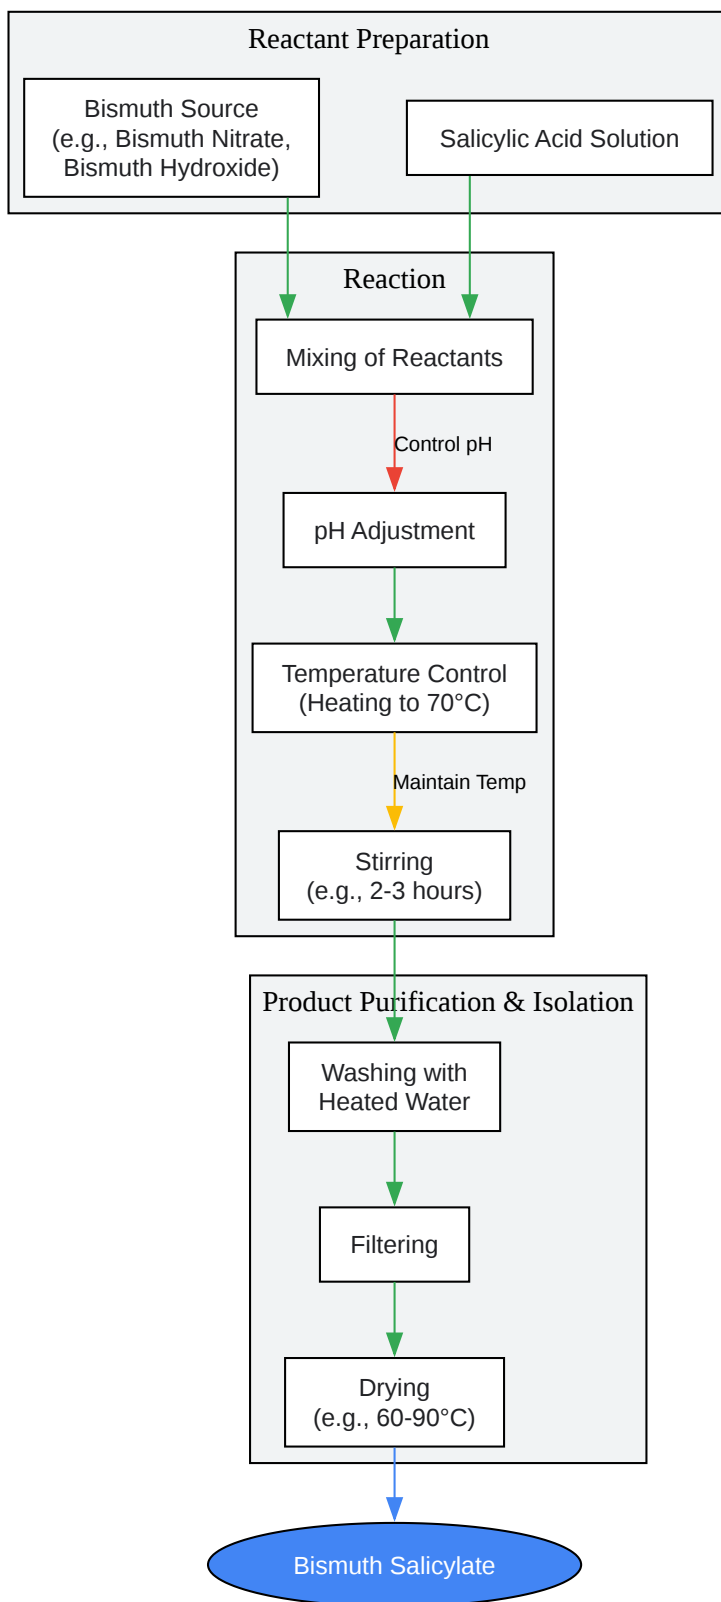 Reactant Preparation
Bismuth Source
(e.g., Bismuth Nitrate,
Bismuth Hydroxide)
Salicylic Acid Solution
Reaction
Mixing of Reactants
Control pH
pH Adjustment
Temperature Control
(Heating to 70°C)
Maintain Temp
Stirring
(e.g., 2-3 hours)
Product Purification & Isolation
Washing with
Heated Water
Filtering
Drying
(e.g., 60-90°C)
Bismuth Salicylate